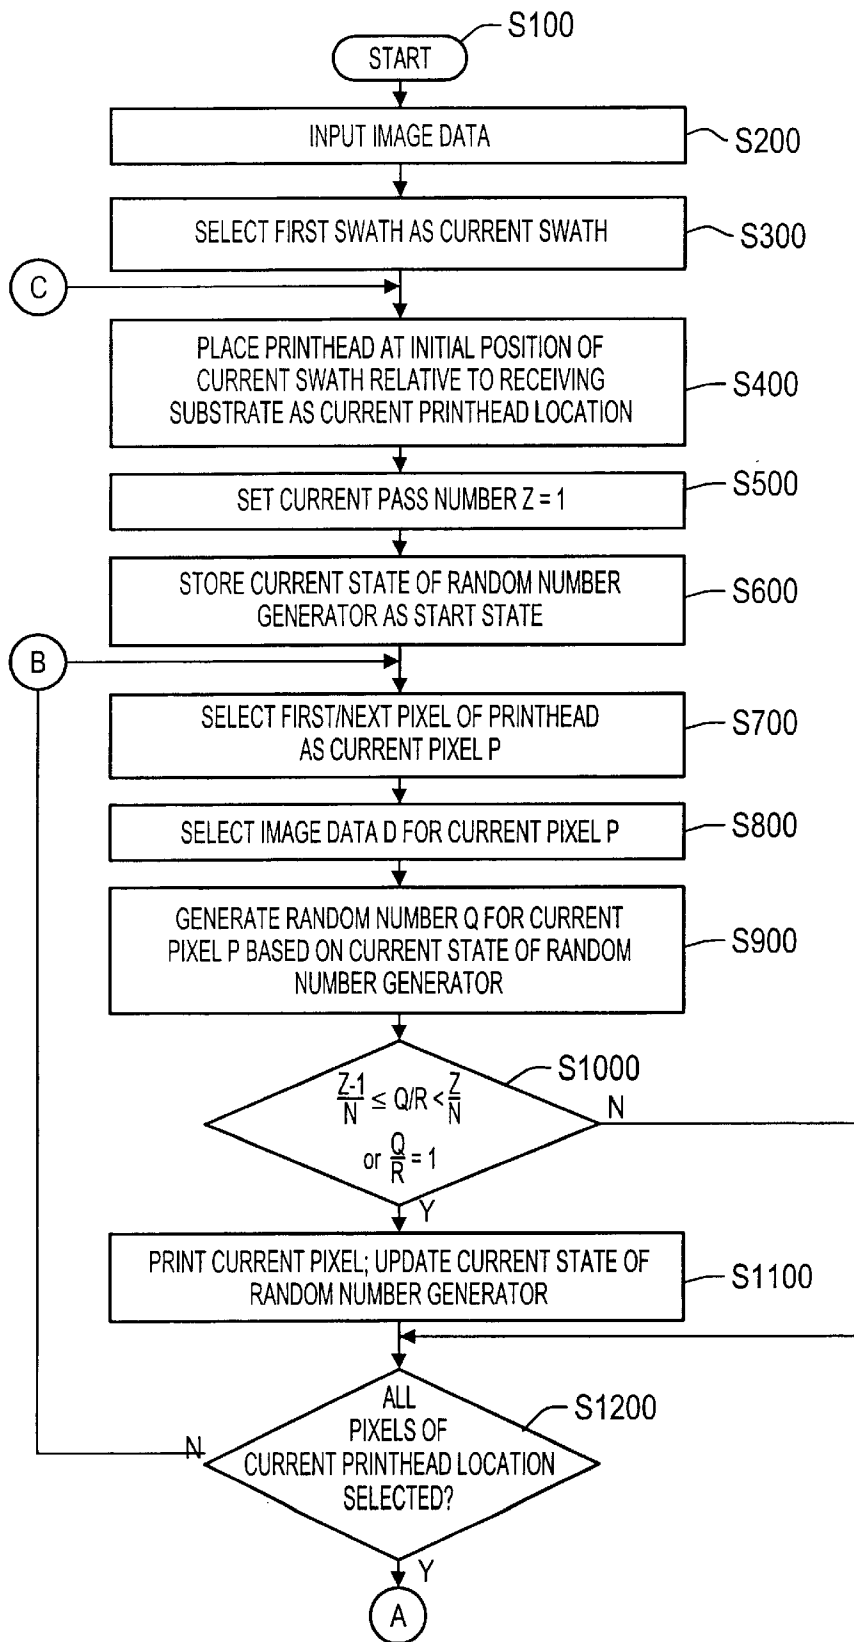 S100
START
INPUT IMAGE DATA
S200
SELECT FIRST SWATH AS CURRENT SWATH
S300
C
PLACE PRINTHEAD AT INITIAL POSITION OF
CURRENT SWATH RELATIVE TO RECEIVING
SUBSTRATE AS CURRENT PRINTHEAD LOCATION
S400
SET CURRENT PASS NUMBER Z = 1
S500
STORE CURRENT STATE OF RANDOM NUMBER
GENERATOR AS START STATE
S600
B
SELECT FIRST/NEXT PIXEL OF PRINTHEAD
AS CURRENT PIXEL P
S700
SELECT IMAGE DATA D FOR CURRENT PIXEL P
S800
GENERATE RANDOM NUMBER Q FOR CURRENT
PIXEL P BASED ON CURRENT STATE OF RANDOM
NUMBER GENERATOR
S900
S1000
Z-1/N ≤ Q/R < Z/N
or Q/R = 1
N
Y
PRINT CURRENT PIXEL; UPDATE CURRENT STATE OF
RANDOM NUMBER GENERATOR
S1100
ALL
PIXELS OF
CURRENT PRINTHEAD LOCATION
SELECTED?
S1200
N
Y
A